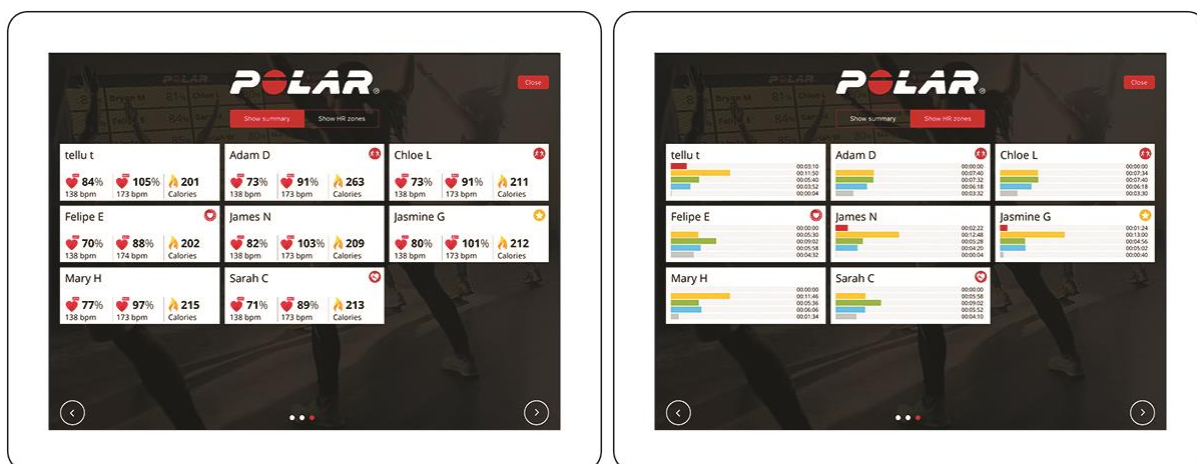 POLAR®
Close
Show summary Show HR zones
tellu t
84% 105% 201
138 bpm 173 bpm Calories
Adam D
73% 91% 263
138 bpm 173 bpm Calories
Chloe L
73% 91% 211
138 bpm 173 bpm Calories
Felipe E
70% 88% 202
138 bpm 174 bpm Calories
James N
82% 103% 209
138 bpm 173 bpm Calories
Jasmine G
80% 101% 212
138 bpm 173 bpm Calories
Mary H
77% 97% 215
138 bpm 173 bpm Calories
Sarah C
71% 89% 213
138 bpm 173 bpm Calories
POLAR®
Close
Show summary Show HR zones
tellu t
00:03:10
00:11:50
00:05:40
00:03:52
00:00:04
Adam D
00:00:00
00:07:40
00:07:32
00:06:18
00:03:32
Chloe L
00:00:00
00:07:34
00:07:40
00:06:18
00:03:30
Felipe E
00:00:00
00:05:30
00:09:02
00:05:58
00:04:32
James N
00:02:22
00:12:48
00:05:28
00:04:20
00:00:04
Jasmine G
00:01:24
00:13:00
00:04:56
00:05:02
00:00:40
Mary H
00:00:00
00:11:46
00:05:36
00:06:06
00:01:34
Sarah C
00:00:00
00:05:58
00:09:02
00:05:52
00:04:10